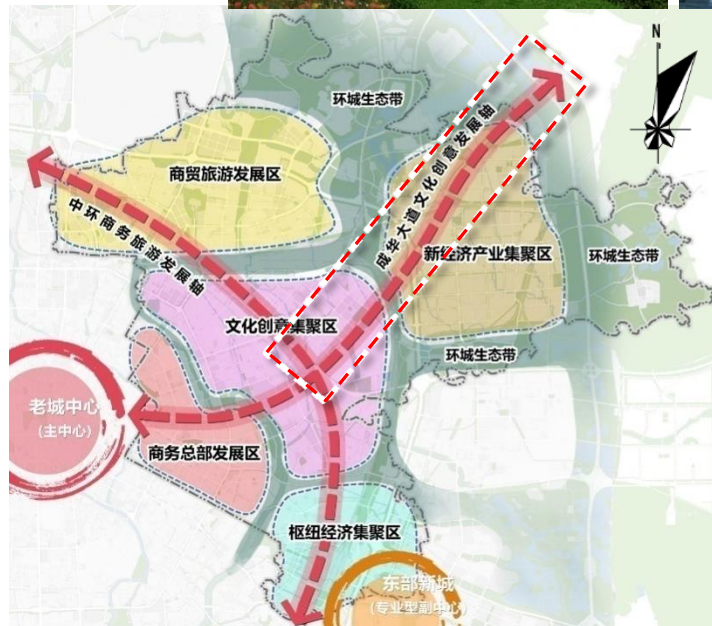 N
环城生态带
商贸旅游发展区
成华大道文化创意发展轴
中环商务旅游发展轴
新经济产业集聚区
环城生态带
文化创意集聚区
环城生态带
老城中心
(主中心)
商务总部发展区
枢纽经济集聚区
东部新城
(专业型副中心)